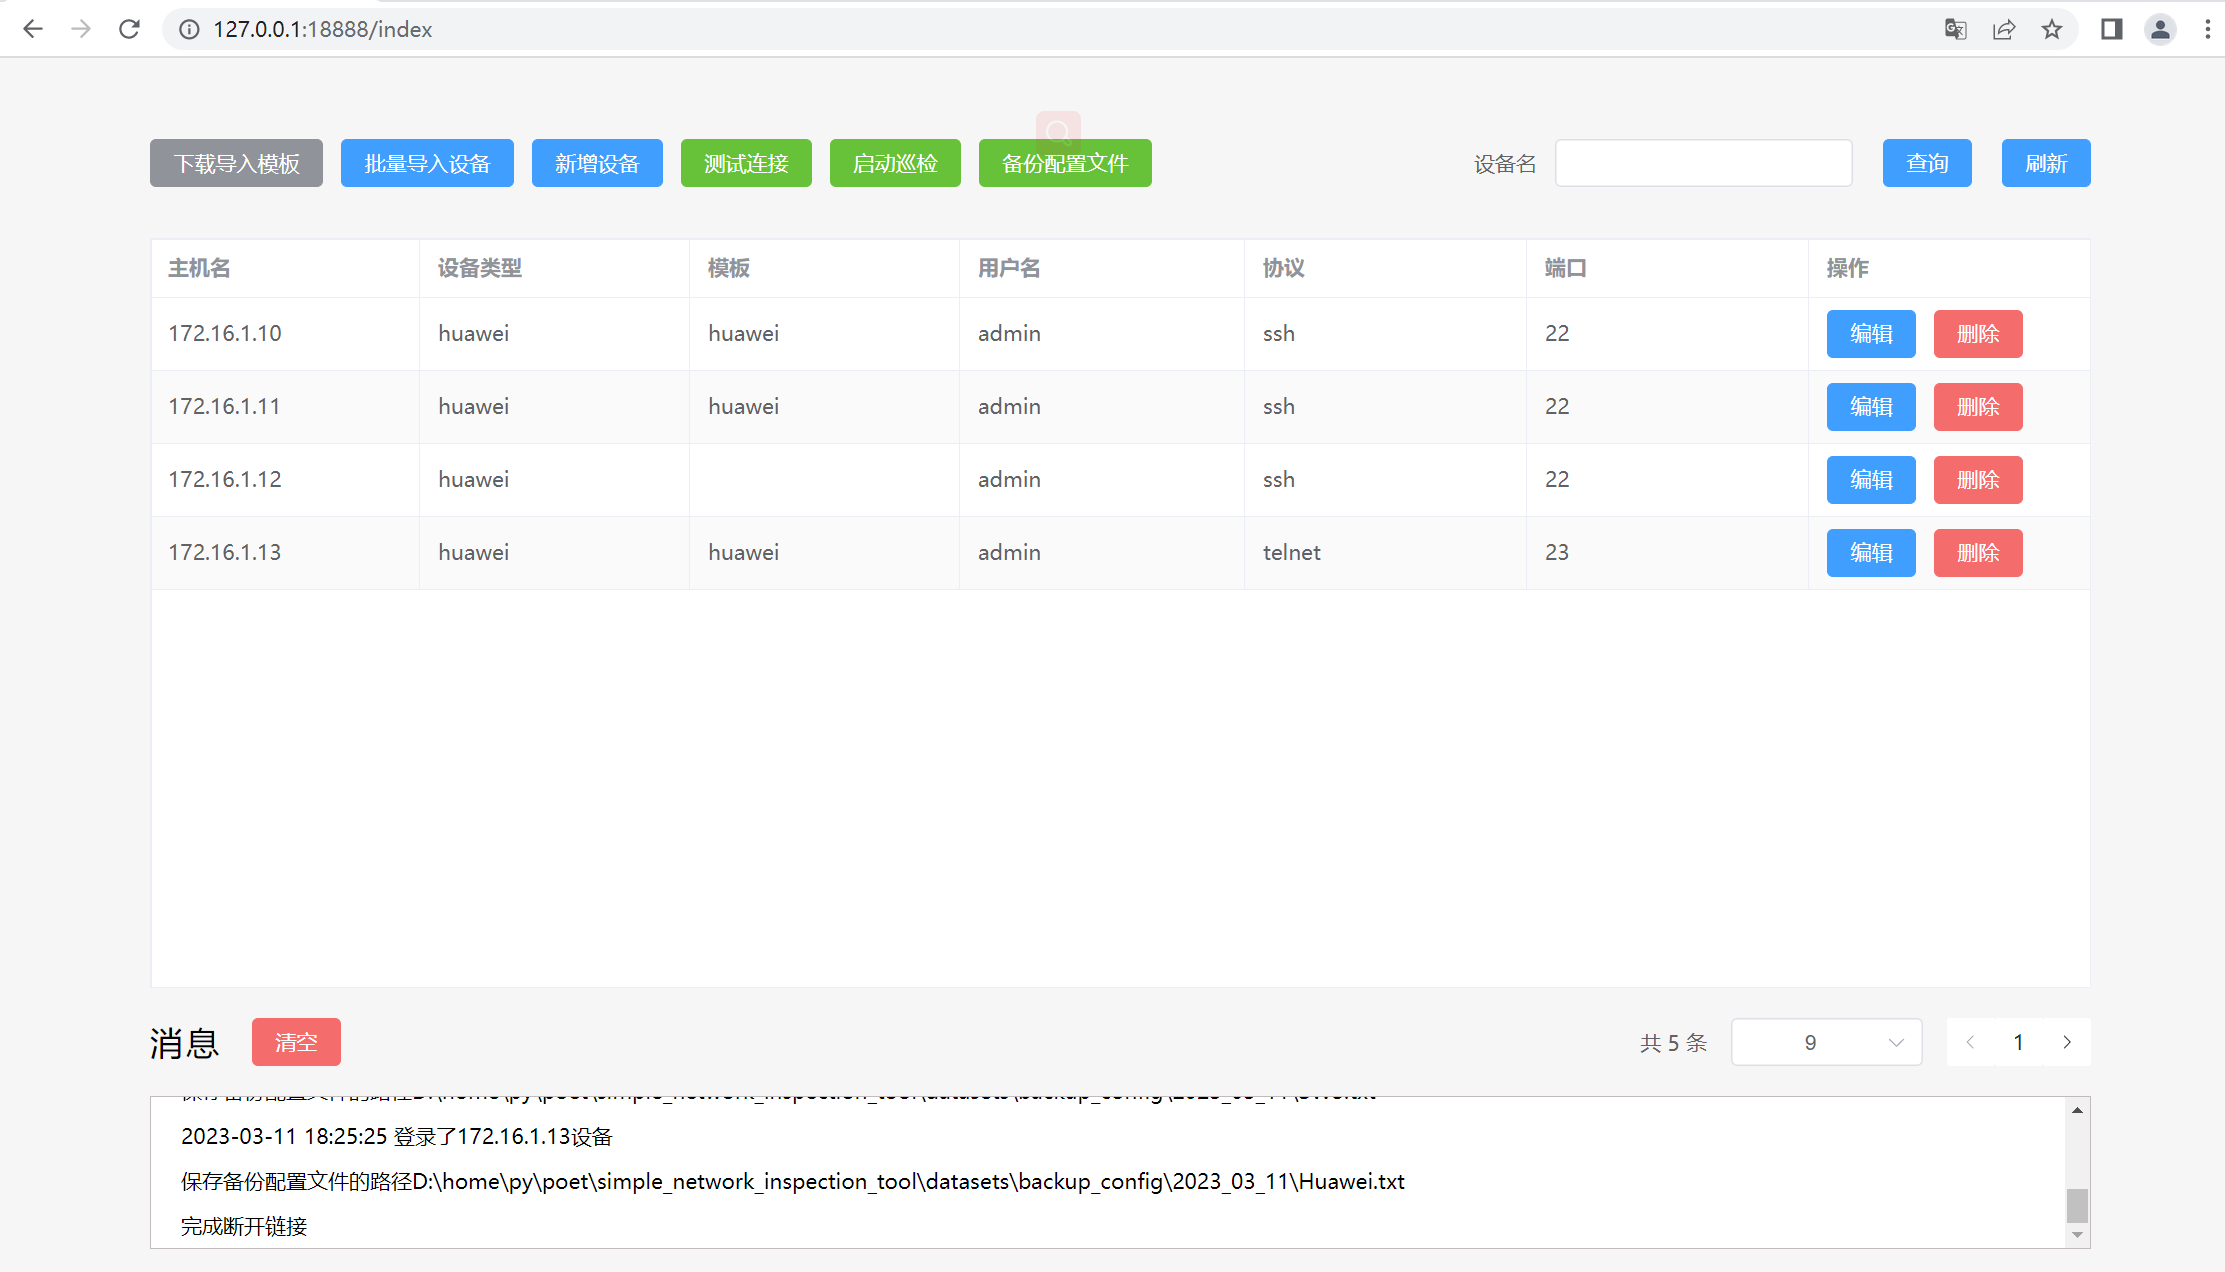 127.0.0.1:18888/index
下载导入模板 批量导入设备 新增设备 测试连接 启动巡检 备份配置文件 设备名 查询 刷新
主机名 设备类型 模板 用户名 协议 端口 操作
172.16.1.10 huawei huawei admin ssh 22 编辑 删除
172.16.1.11 huawei huawei admin ssh 22 编辑 删除
172.16.1.12 huawei admin ssh 22 编辑 删除
172.16.1.13 huawei huawei admin telnet 23 编辑 删除
消息 清空 共 5 条 9 1
2023-03-11 18:25:25 登录了172.16.1.13设备
保存备份配置文件的路径D:\home\py\poet\simple_network_inspection_tool\datasets\backup_config\2023_03_11\Huawei.txt
完成断开链接